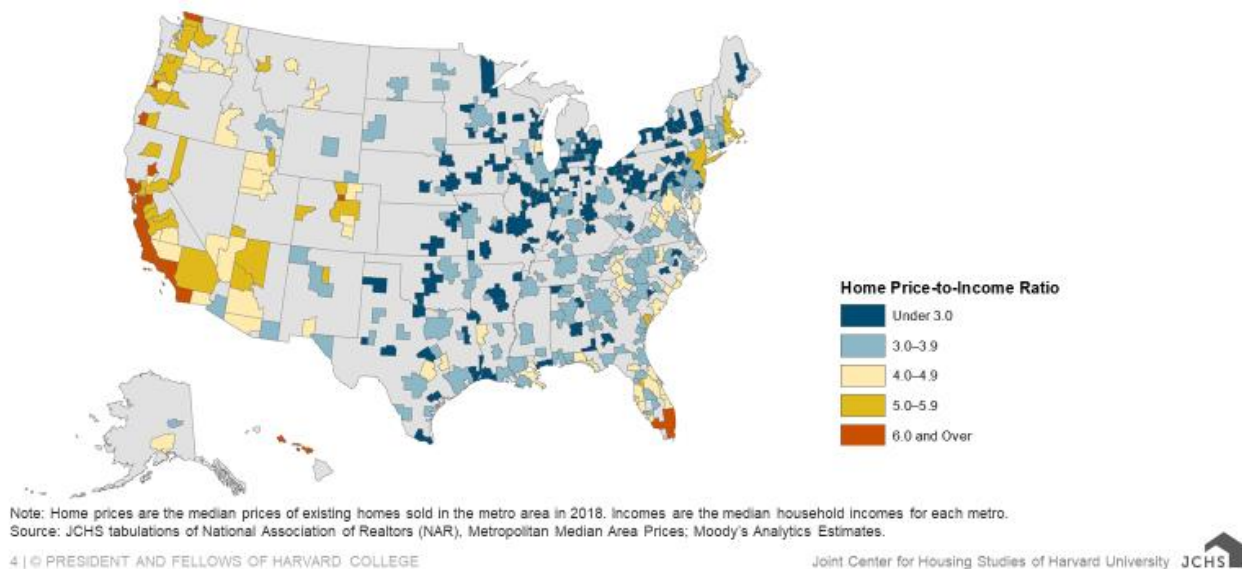 Home Price-to-Income Ratio
Under 3.0
3.0–3.9
4.0–4.9
5.0–5.9
6.0 and Over
Note: Home prices are the median prices of existing homes sold in the metro area in 2018. Incomes are the median household incomes for each metro.
Source: JCHS tabulations of National Association of Realtors (NAR), Metropolitan Median Area Prices; Moody's Analytics Estimates.
4 | © PRESIDENT AND FELLOWS OF HARVARD COLLEGE
Joint Center for Housing Studies of Harvard University JCHS